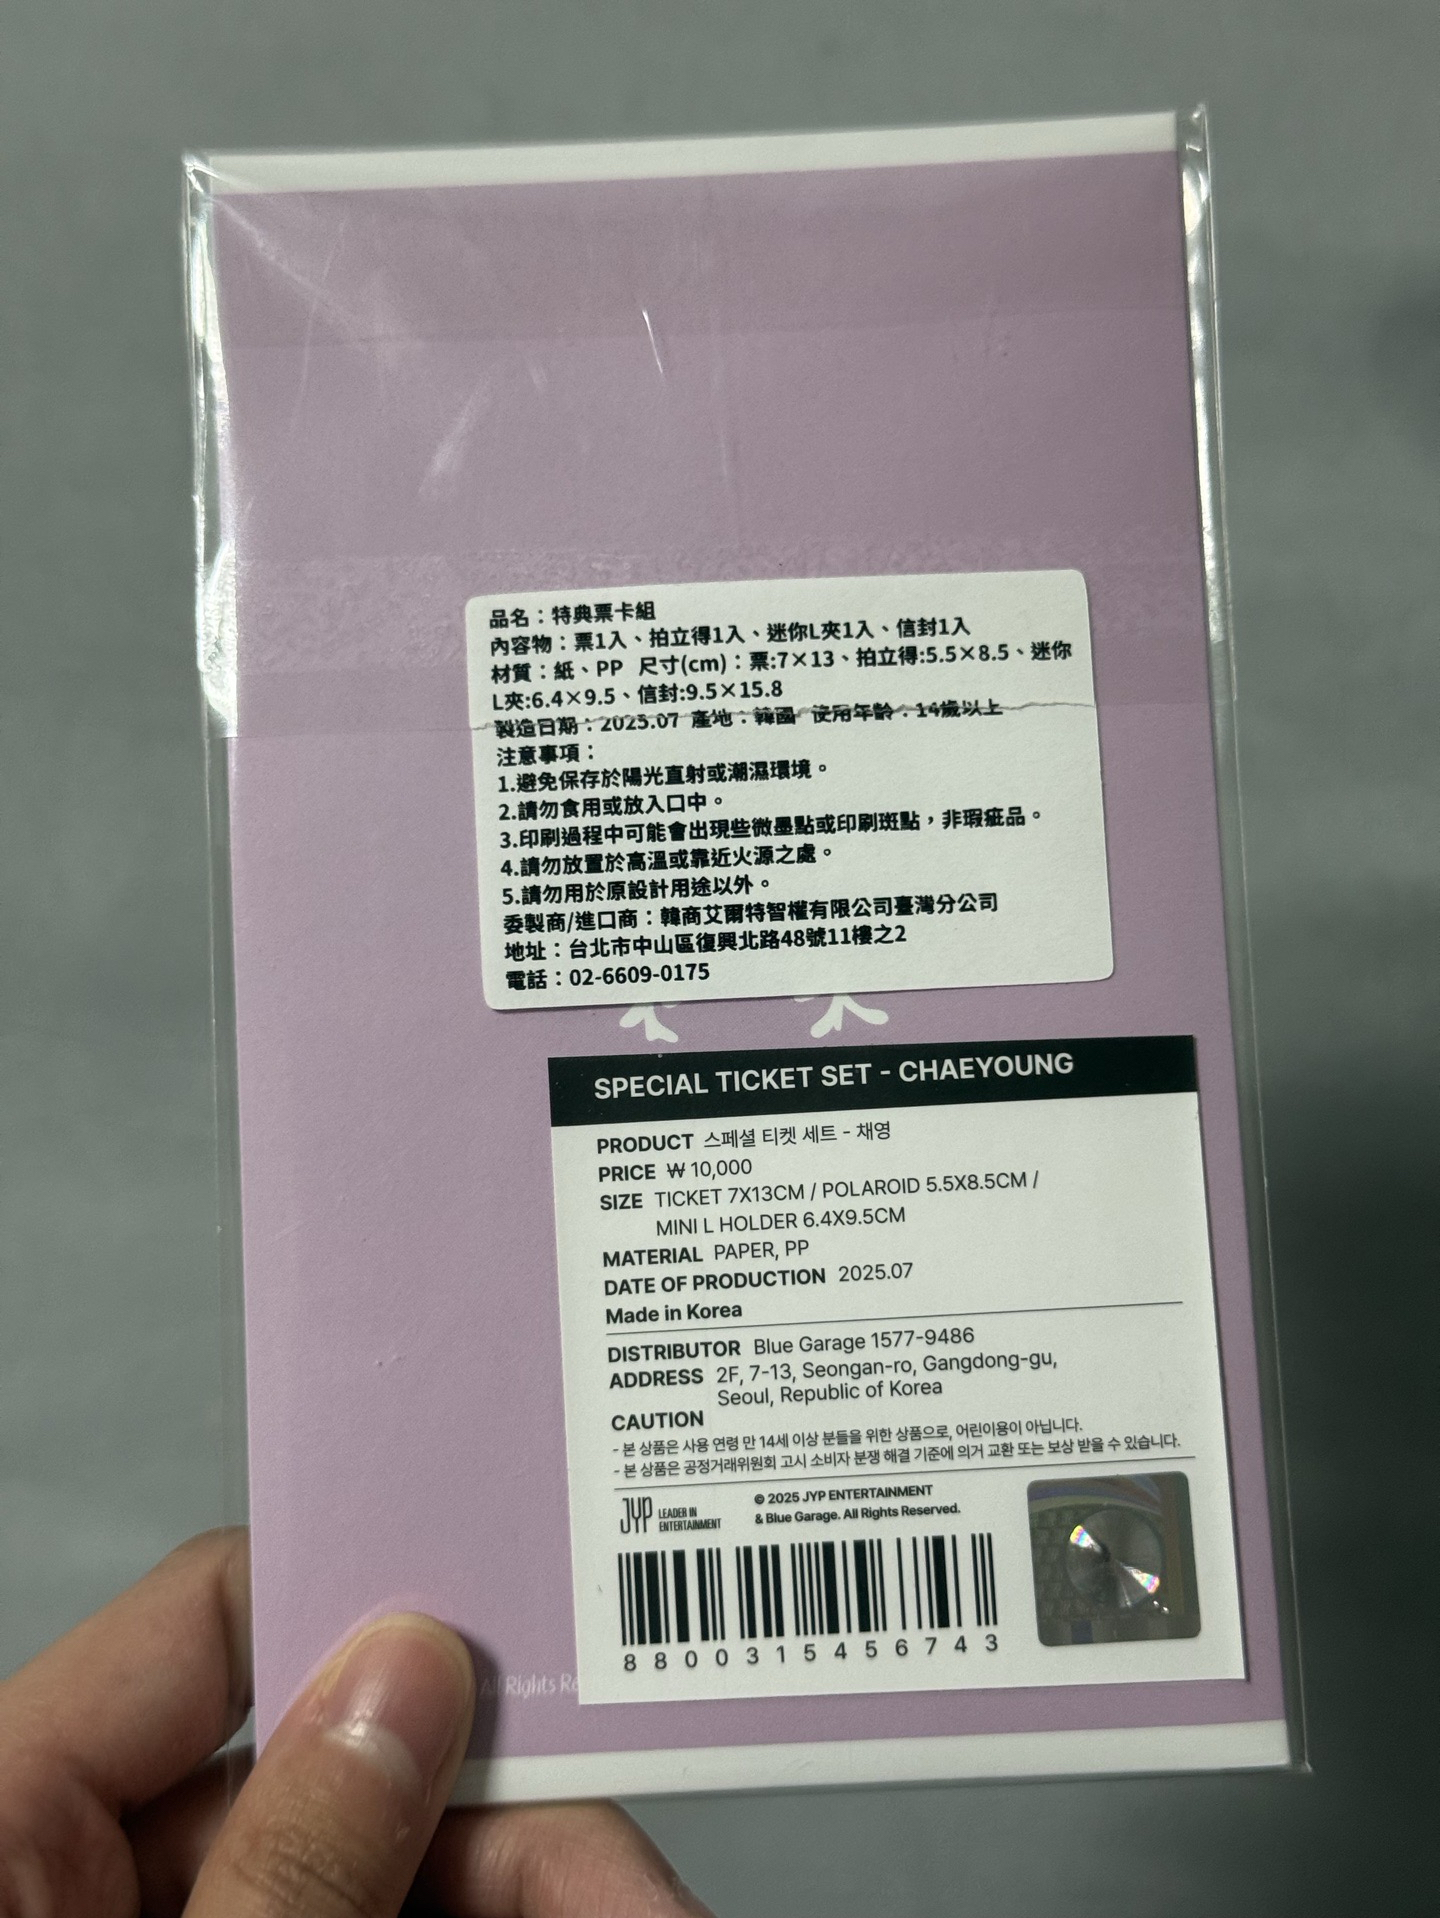 品名：特典票卡組
內容物：票1入、拍立得1入、迷你L夾1入、信封1入
材質：紙、PP 尺寸(cm)：票:7×13、拍立得:5.5×8.5、迷你
L夾:6.4×9.5、信封:9.5×15.8
製造日期：2025.07 產地：韓國 使用年齡：14歲以上
注意事項：
1.避免保存於陽光直射或潮濕環境。
2.請勿食用或放入口中。
3.印刷過程中可能會出現些微墨點或印刷斑點，非瑕疵品。
4.請勿放置於高溫或靠近火源之處。
5.請勿用於原設計用途以外。
委製商/進口商：韓商艾爾特智權有限公司臺灣分公司
地址：台北市中山區復興北路48號11樓之2
電話：02-6609-0175
SPECIAL TICKET SET - CHAEYOUNG
PRODUCT 스페셜 티켓 세트 - 채영
PRICE ₩ 10,000
SIZE TICKET 7X13CM / POLAROID 5.5X8.5CM /
MINI L HOLDER 6.4X9.5CM
MATERIAL PAPER, PP
DATE OF PRODUCTION 2025.07
Made in Korea
DISTRIBUTOR Blue Garage 1577-9486
ADDRESS 2F, 7-13, Seongan-ro, Gangdong-gu,
Seoul, Republic of Korea
CAUTION
- 본 상품은 사용 연령 만 14세 이상 분들을 위한 상품으로, 어린이용이 아닙니다.
- 본 상품은 공정거래위원회 고시 소비자 분쟁 해결 기준에 의거 교환 또는 보상 받을 수 있습니다.
JYP LEADER IN
ENTERTAINMENT
© 2025 JYP ENTERTAINMENT
& Blue Garage. All Rights Reserved.
8800315456743
All Rights